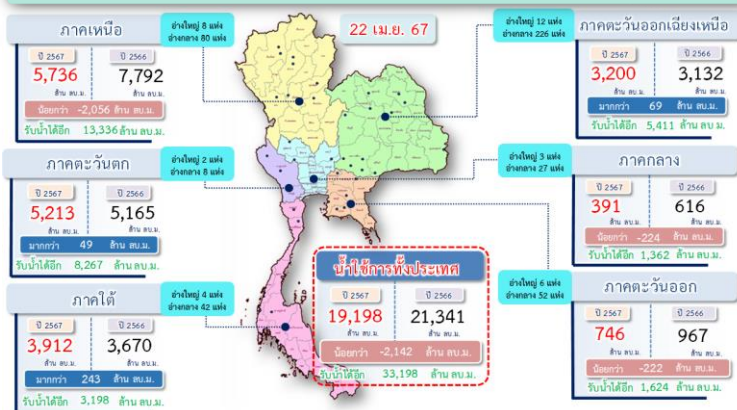 22 เม.ย. 67
ภาคเหนือ
อ่างใหญ่ 8 แห่ง
อ่างกลาง 80 แห่ง
ปี 2567 ปี 2566
5,736 7,792
ล้าน ลบ.ม. ล้าน ลบ.ม.
น้อยกว่า -2,056 ล้าน ลบ.ม.
รับน้ำได้อีก 13,336 ล้าน ลบ.ม.
ภาคตะวันออกเฉียงเหนือ
อ่างใหญ่ 12 แห่ง
อ่างกลาง 226 แห่ง
ปี 2567 ปี 2566
3,200 3,132
ล้าน ลบ.ม. ล้าน ลบ.ม.
มากกว่า 69 ล้าน ลบ.ม.
รับน้ำได้อีก 5,411 ล้าน ลบ.ม.
ภาคตะวันตก
อ่างใหญ่ 2 แห่ง
อ่างกลาง 8 แห่ง
ปี 2567 ปี 2566
5,213 5,165
ล้าน ลบ.ม. ล้าน ลบ.ม.
มากกว่า 49 ล้าน ลบ.ม.
รับน้ำได้อีก 8,267 ล้าน ลบ.ม.
ภาคกลาง
อ่างใหญ่ 3 แห่ง
อ่างกลาง 27 แห่ง
ปี 2567 ปี 2566
391 616
ล้าน ลบ.ม. ล้าน ลบ.ม.
น้อยกว่า -224 ล้าน ลบ.ม.
รับน้ำได้อีก 1,362 ล้าน ลบ.ม.
ภาคใต้
อ่างใหญ่ 4 แห่ง
อ่างกลาง 42 แห่ง
ปี 2567 ปี 2566
3,912 3,670
ล้าน ลบ.ม. ล้าน ลบ.ม.
มากกว่า 243 ล้าน ลบ.ม.
รับน้ำได้อีก 3,198 ล้าน ลบ.ม.
น้ำใช้การทั้งประเทศ
ปี 2567 ปี 2566
19,198 21,341
ล้าน ลบ.ม. ล้าน ลบ.ม.
น้อยกว่า -2,142 ล้าน ลบ.ม.
รับน้ำได้อีก 33,198 ล้าน ลบ.ม.
ภาคตะวันออก
อ่างใหญ่ 6 แห่ง
อ่างกลาง 52 แห่ง
ปี 2567 ปี 2566
746 967
ล้าน ลบ.ม. ล้าน ลบ.ม.
น้อยกว่า -222 ล้าน ลบ.ม.
รับน้ำได้อีก 1,624 ล้าน ลบ.ม.